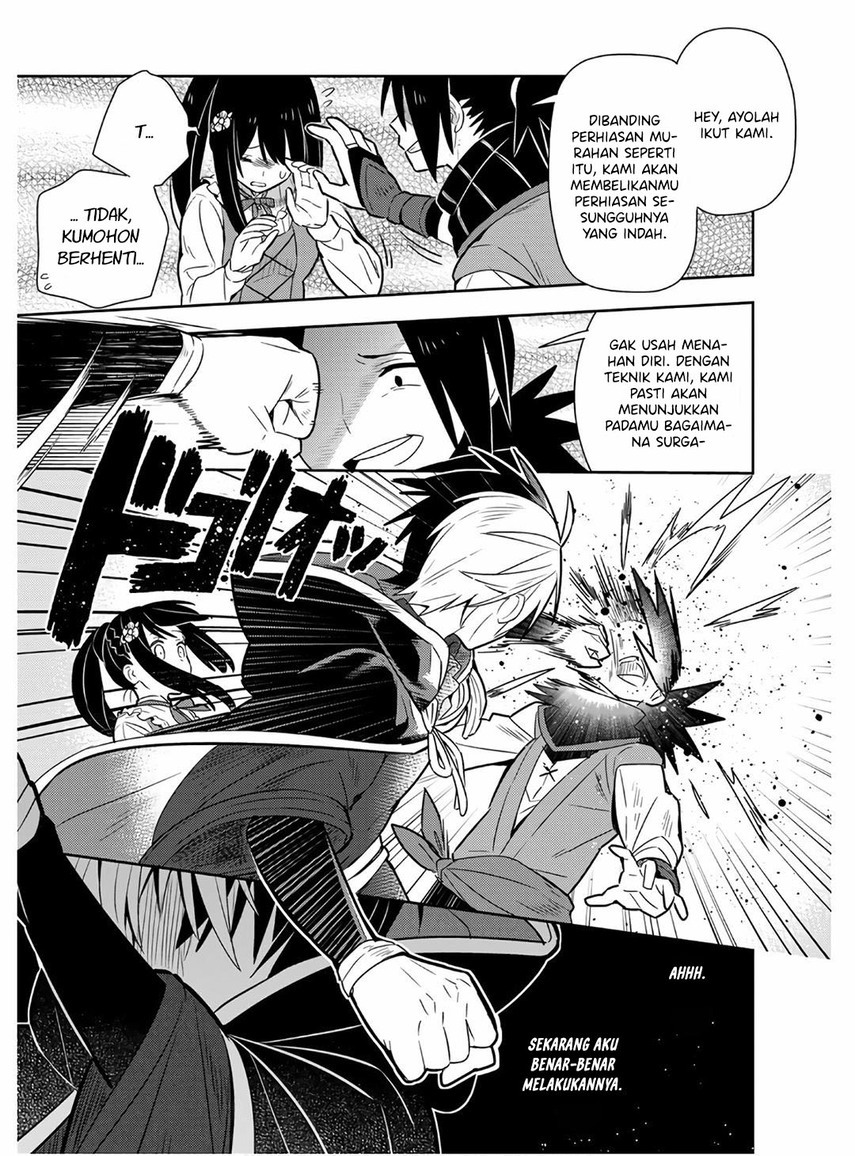 HEY, AYOLAH
IKUT KAMI.
DIBANDING
PERHIASAN MU-
RAHAN SEPERTI
ITU, KAMI AKAN
MEMBELIKANMU
PERHIASAN SE-
SUNGGUHNYA
YANG INDAH.
T...
... TIDAK,
KUMOHON
BERHENTI...
GAK USAH MENA-
HAN DIRI. DENGAN
TEKNIK KAMI, KAMI
PASTI AKAN
MENUNJUKKAN
PADAMU BAGAIMA-
NA SURGA-
ドゴォッ
AHHH.
SEKARANG AKU
BENAR-BENAR
MELAKUKANNYA.